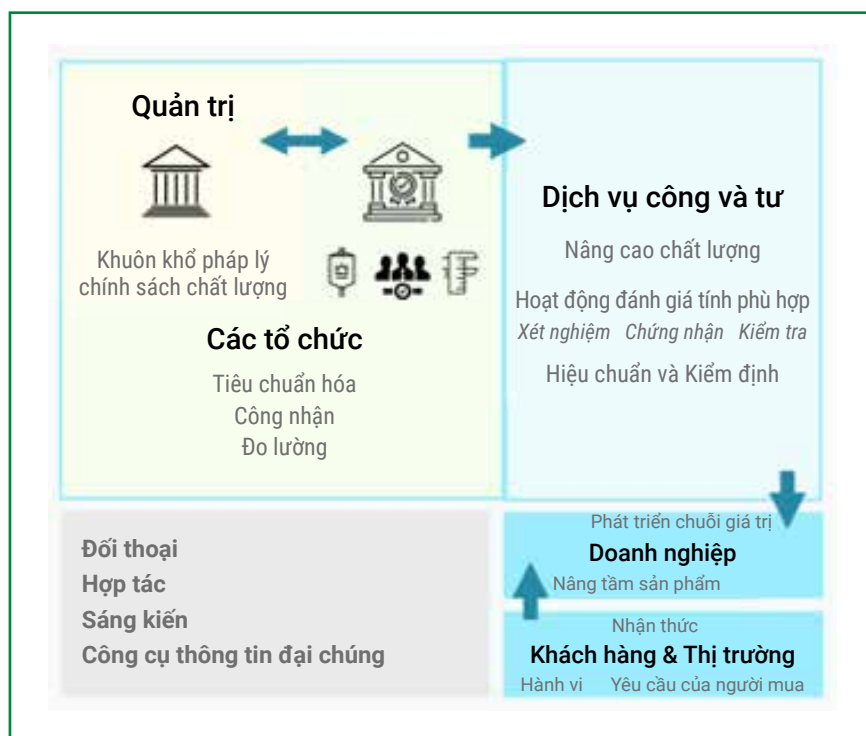 Quản trị
Khuôn khổ pháp lý
chính sách chất lượng
Các tổ chức
Tiêu chuẩn hóa
Công nhận
Đo lường
Dịch vụ công và tư
Nâng cao chất lượng
Hoạt động đánh giá tính phù hợp
Xét nghiệm Chứng nhận Kiểm tra
Hiệu chuẩn và Kiểm định
Đối thoại
Hợp tác
Sáng kiến
Công cụ thông tin đại chúng
Phát triển chuỗi giá trị
Doanh nghiệp
Nâng tầm sản phẩm
Nhận thức
Khách hàng & Thị trường
Hành vi Yêu cầu của người mua